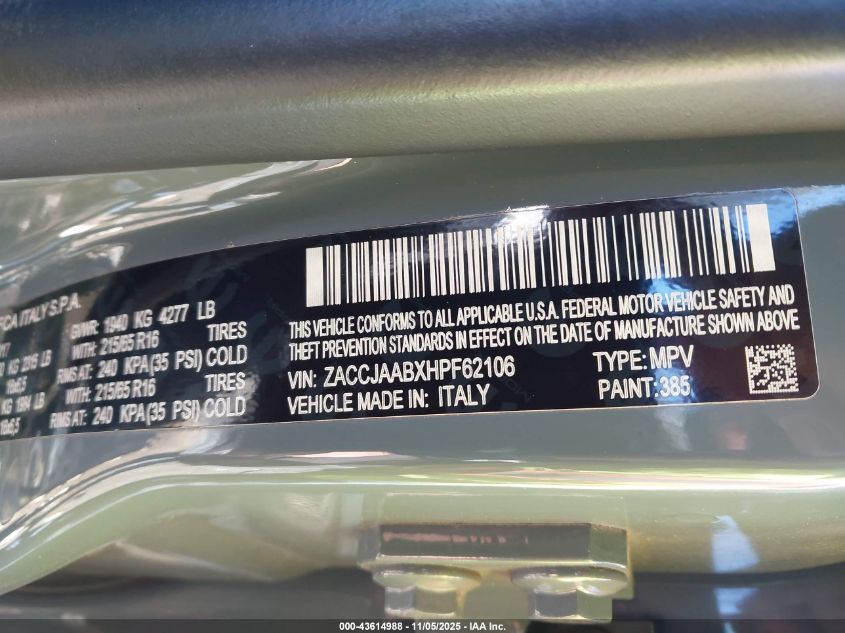 FCA ITALY S.P.A.
GVWR: 1940 KG 4277 LB
WITH: 215/65 R16 TIRES
RIMS AT: 240 KPA(35 PSI) COLD
WITH: 215/65 R16 TIRES
RIMS AT: 240 KPA(35 PSI) COLD
THIS VEHICLE CONFORMS TO ALL APPLICABLE U.S.A. FEDERAL MOTOR VEHICLE SAFETY AND
THEFT PREVENTION STANDARDS IN EFFECT ON THE DATE OF MANUFACTURE SHOWN ABOVE
VIN: ZACCJAABXHPF62106 TYPE: MPV
VEHICLE MADE IN: ITALY PAINT: 385
000-43614988 - 11/05/2025 - IAA Inc.